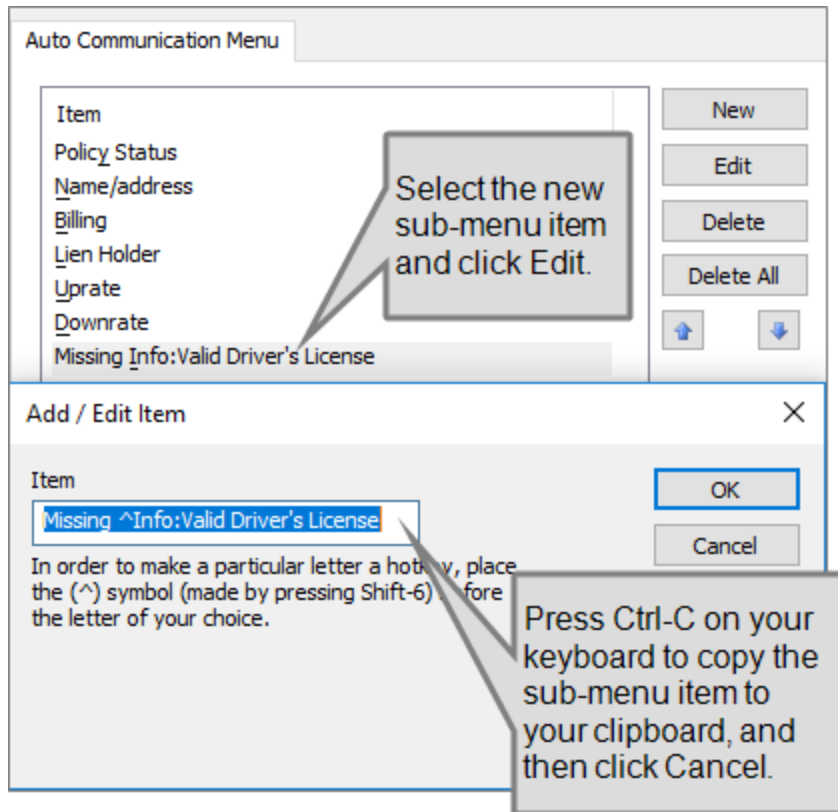 Auto Communication Menu
Item
New
Policy Status
Edit
Name/address
Billing
Delete
Lien Holder
Delete All
Uprate
Downrate
Missing Info:Valid Driver's License
Select the new
sub-menu item
and click Edit.
Add / Edit Item
Item
OK
Missing ^Info:Valid Driver's License
Cancel
In order to make a particular letter a hotkey, place
the (^) symbol (made by pressing Shift-6) before
the letter of your choice.
Press Ctrl-C on your
keyboard to copy the
sub-menu item to
your clipboard, and
then click Cancel.